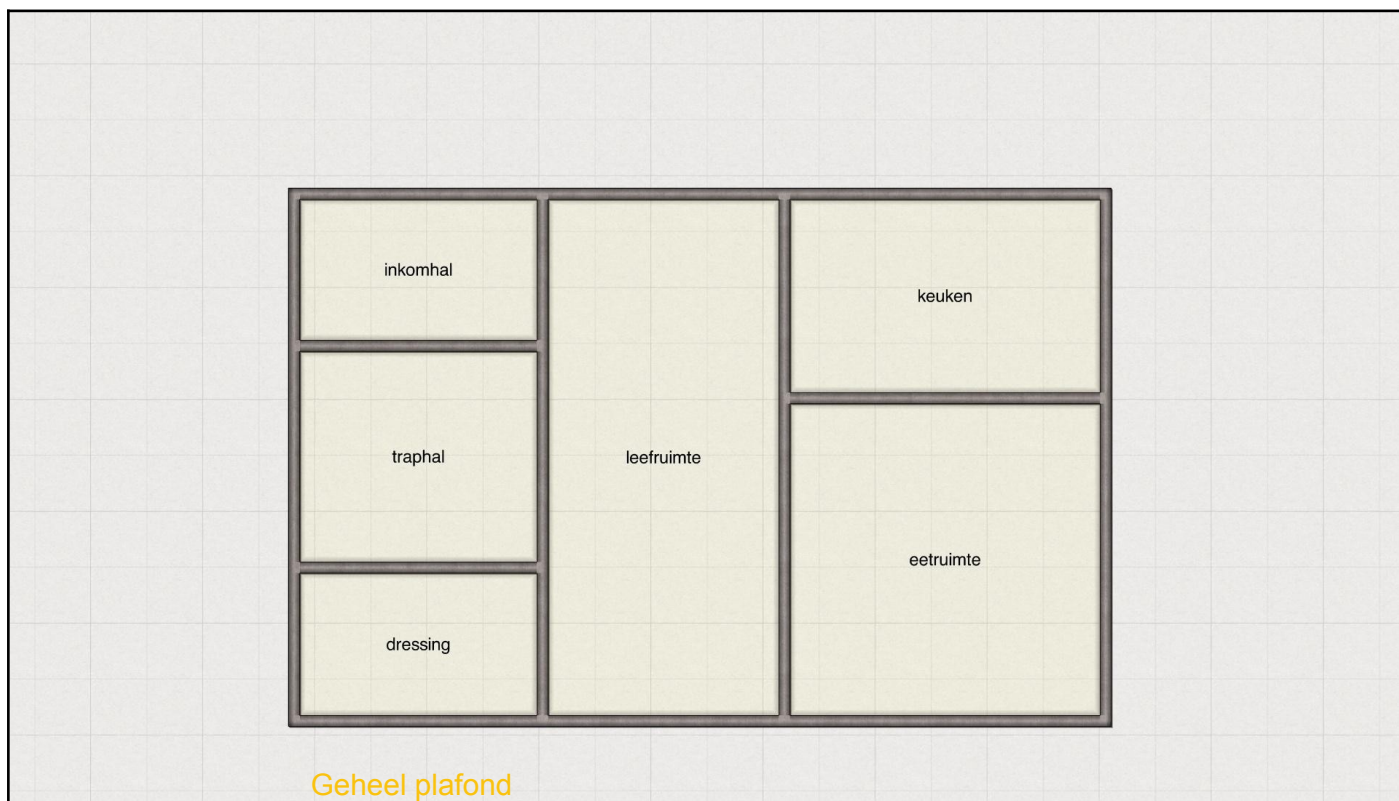 inkomhal
keuken
traphal
leefruimte
eetruimte
dressing
Geheel plafond